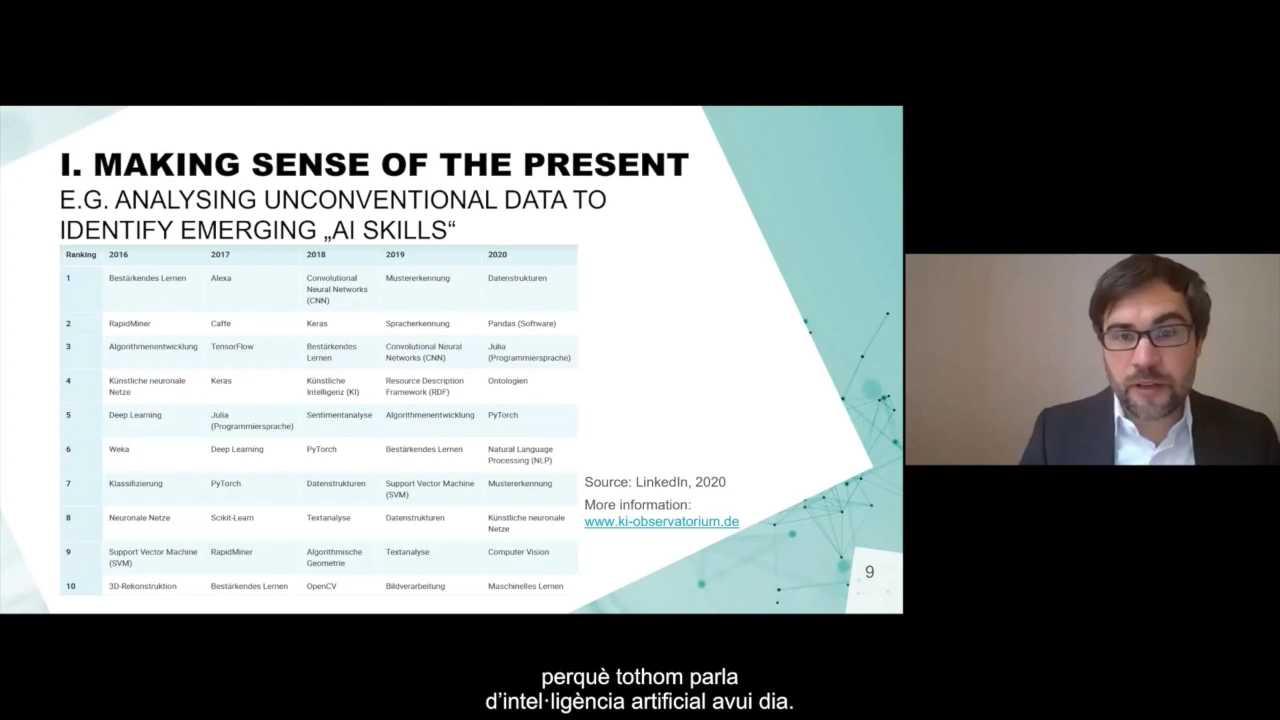 I. MAKING SENSE OF THE PRESENT
E.G. ANALYSING UNCONVENTIONAL DATA TO
IDENTIFY EMERGING „AI SKILLS“
Ranking 2016 2017 2018 2019 2020
1 Bestärkendes Lernen Alexa Convolutional Neural Networks (CNN) Mustererkennung Datenstrukturen
2 RapidMiner Caffe Keras Spracherkennung Pandas (Software)
3 Algorithmenentwicklung TensorFlow Bestärkendes Lernen Convolutional Neural Networks (CNN) Julia (Programmiersprache)
4 Künstliche neuronale Netze Keras Künstliche Intelligenz (KI) Resource Description Framework (RDF) Ontologien
5 Deep Learning Julia (Programmiersprache) Sentimentanalyse Algorithmenentwicklung PyTorch
6 Weka Deep Learning PyTorch Bestärkendes Lernen Natural Language Processing (NLP)
7 Klassifizierung PyTorch Datenstrukturen Support Vector Machine (SVM) Mustererkennung
8 Neuronale Netze Scikit-Learn Textanalyse Datenstrukturen Künstliche neuronale Netze
9 Support Vector Machine (SVM) RapidMiner Algorithmische Geometrie Textanalyse Computer Vision
10 3D-Rekonstruktion Bestärkendes Lernen OpenCV Bildverarbeitung Maschinelles Lernen
Source: LinkedIn, 2020
More information:
www.ki-observatorium.de
9
perquè tothom parla
d’intel·ligència artificial avui dia.